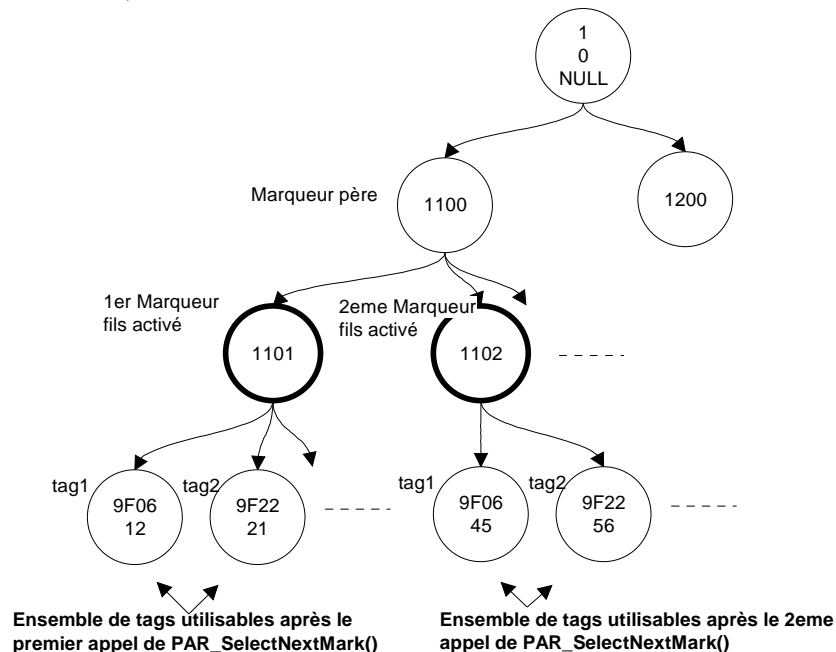 1
0
NULL
Marqueur père
1100
1200
1er Marqueur
fils activé
2eme Marqueur
fils activé
1101
1102
tag1
9F06
12
tag2
9F22
21
tag1
9F06
45
tag2
9F22
56
Ensemble de tags utilisables après le
premier appel de PAR_SelectNextMark()
Ensemble de tags utilisables après le 2eme
appel de PAR_SelectNextMark()